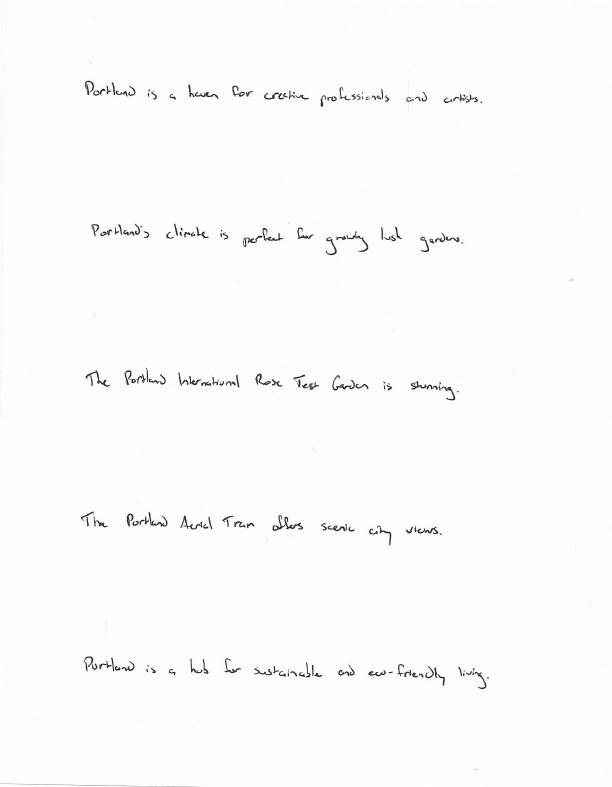 Portland is a haven for creative professionals and artists.
Portland's climate is perfect for growing lush gardens.
The Portland International Rose Test Garden is stunning.
The Portland Aerial Tram offers scenic city views.
Portland is a hub for sustainable and eco-friendly living.